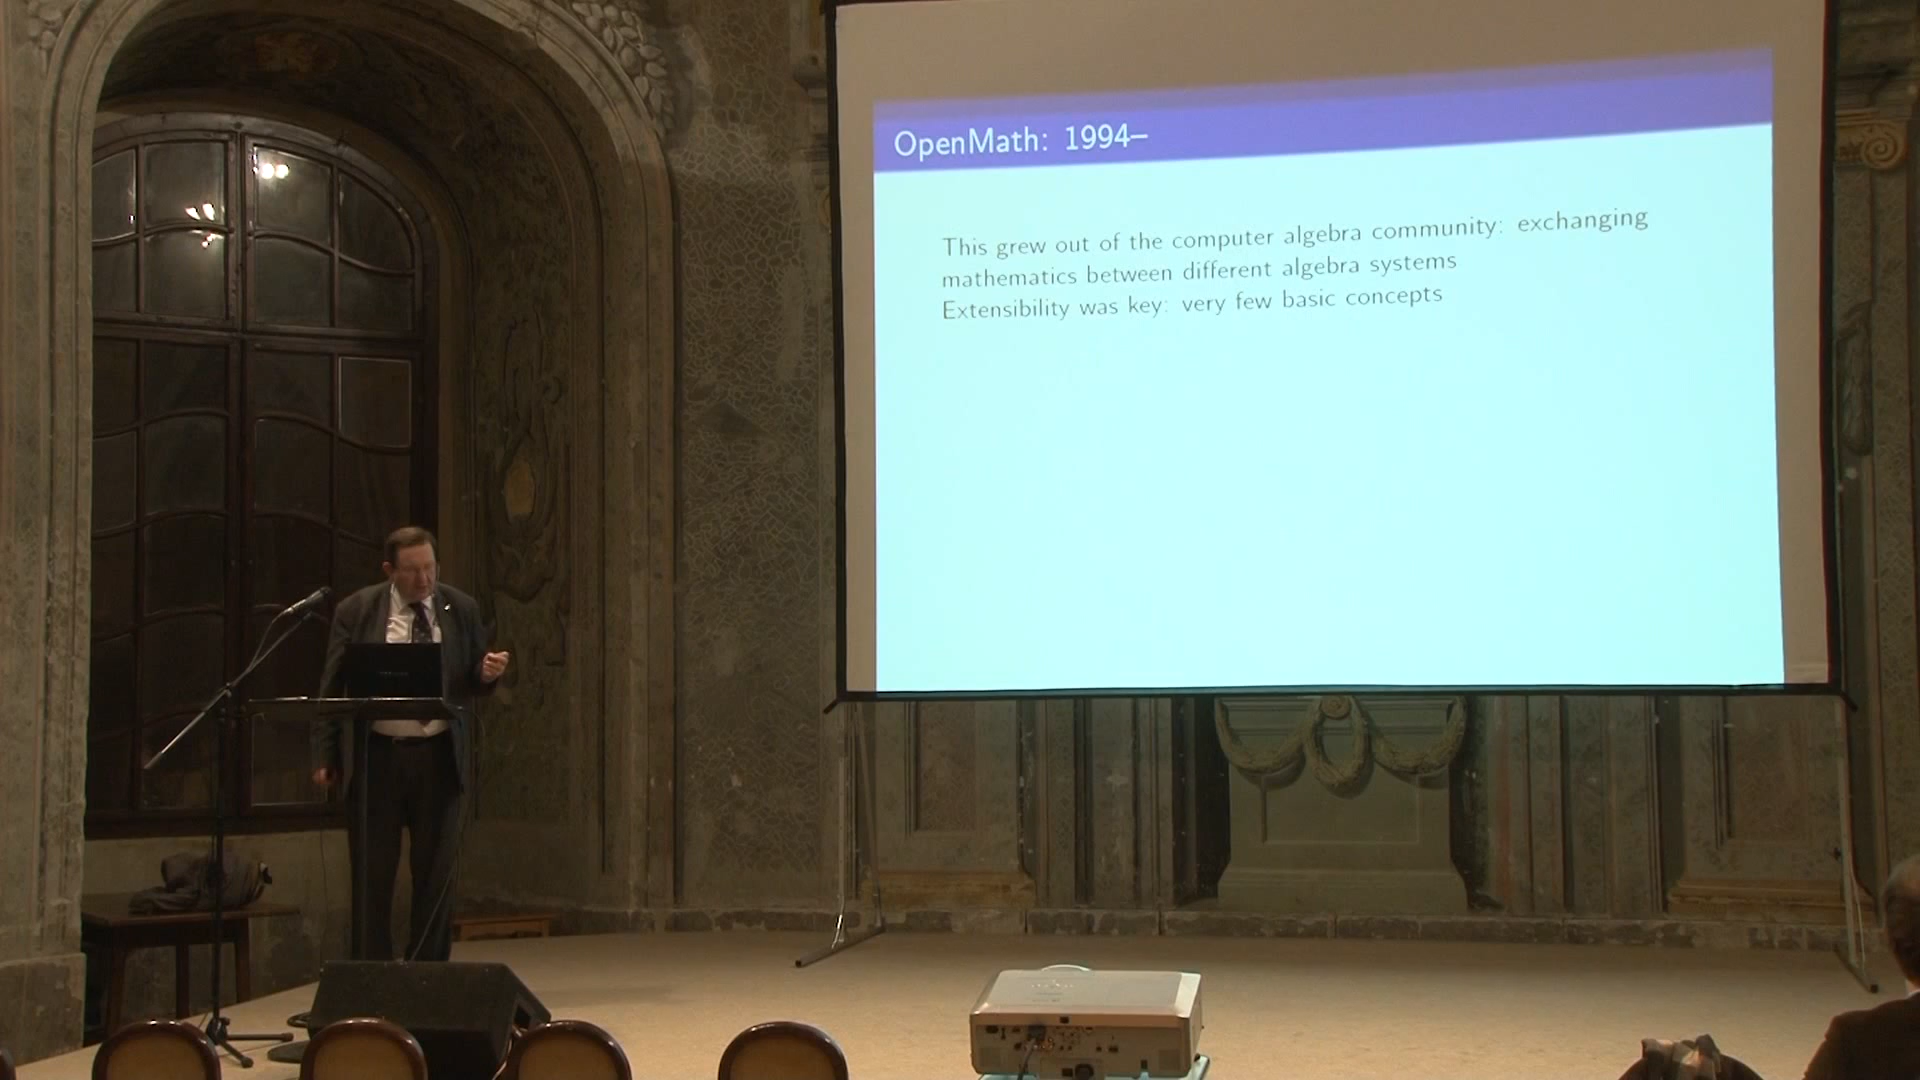 OpenMath: 1994–
This grew out of the computer algebra community: exchanging
mathematics between different algebra systems
Extensibility was key: very few basic concepts